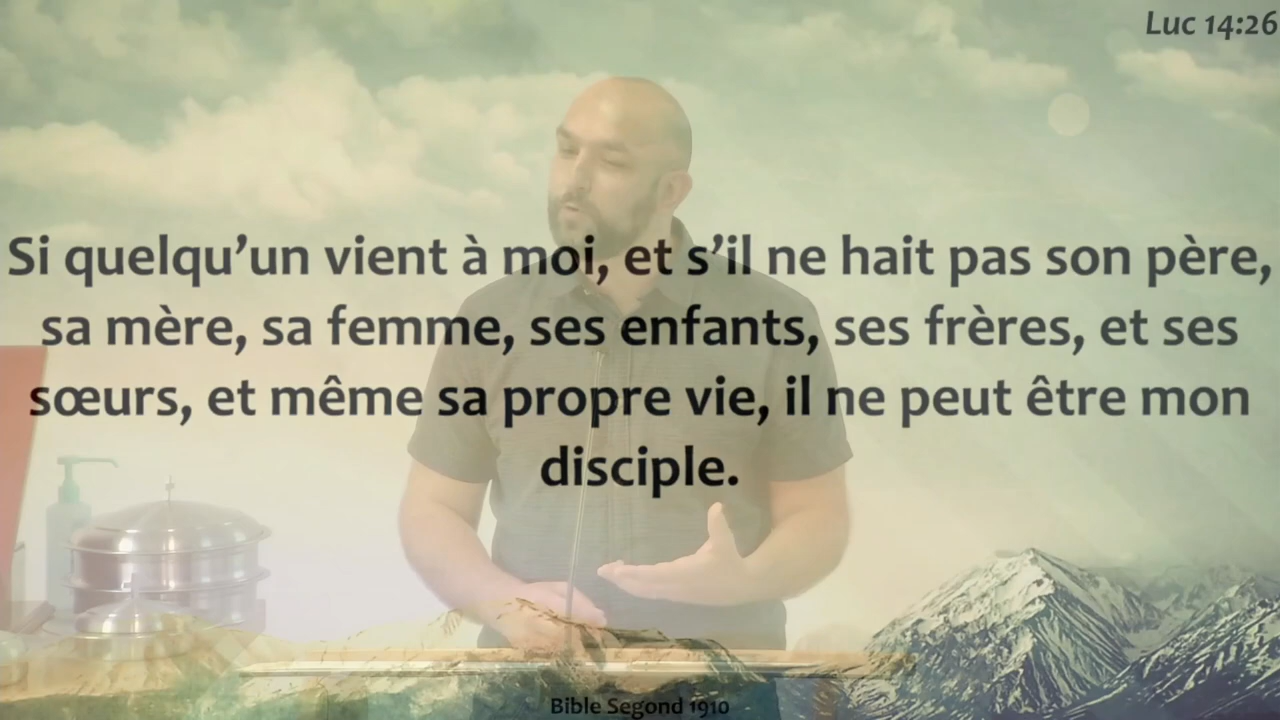 Luc 14:26
Si quelqu’un vient à moi, et s’il ne hait pas son père,
sa mère, sa femme, ses enfants, ses frères, et ses
sœurs, et même sa propre vie, il ne peut être mon
disciple.
Bible Segond 1910